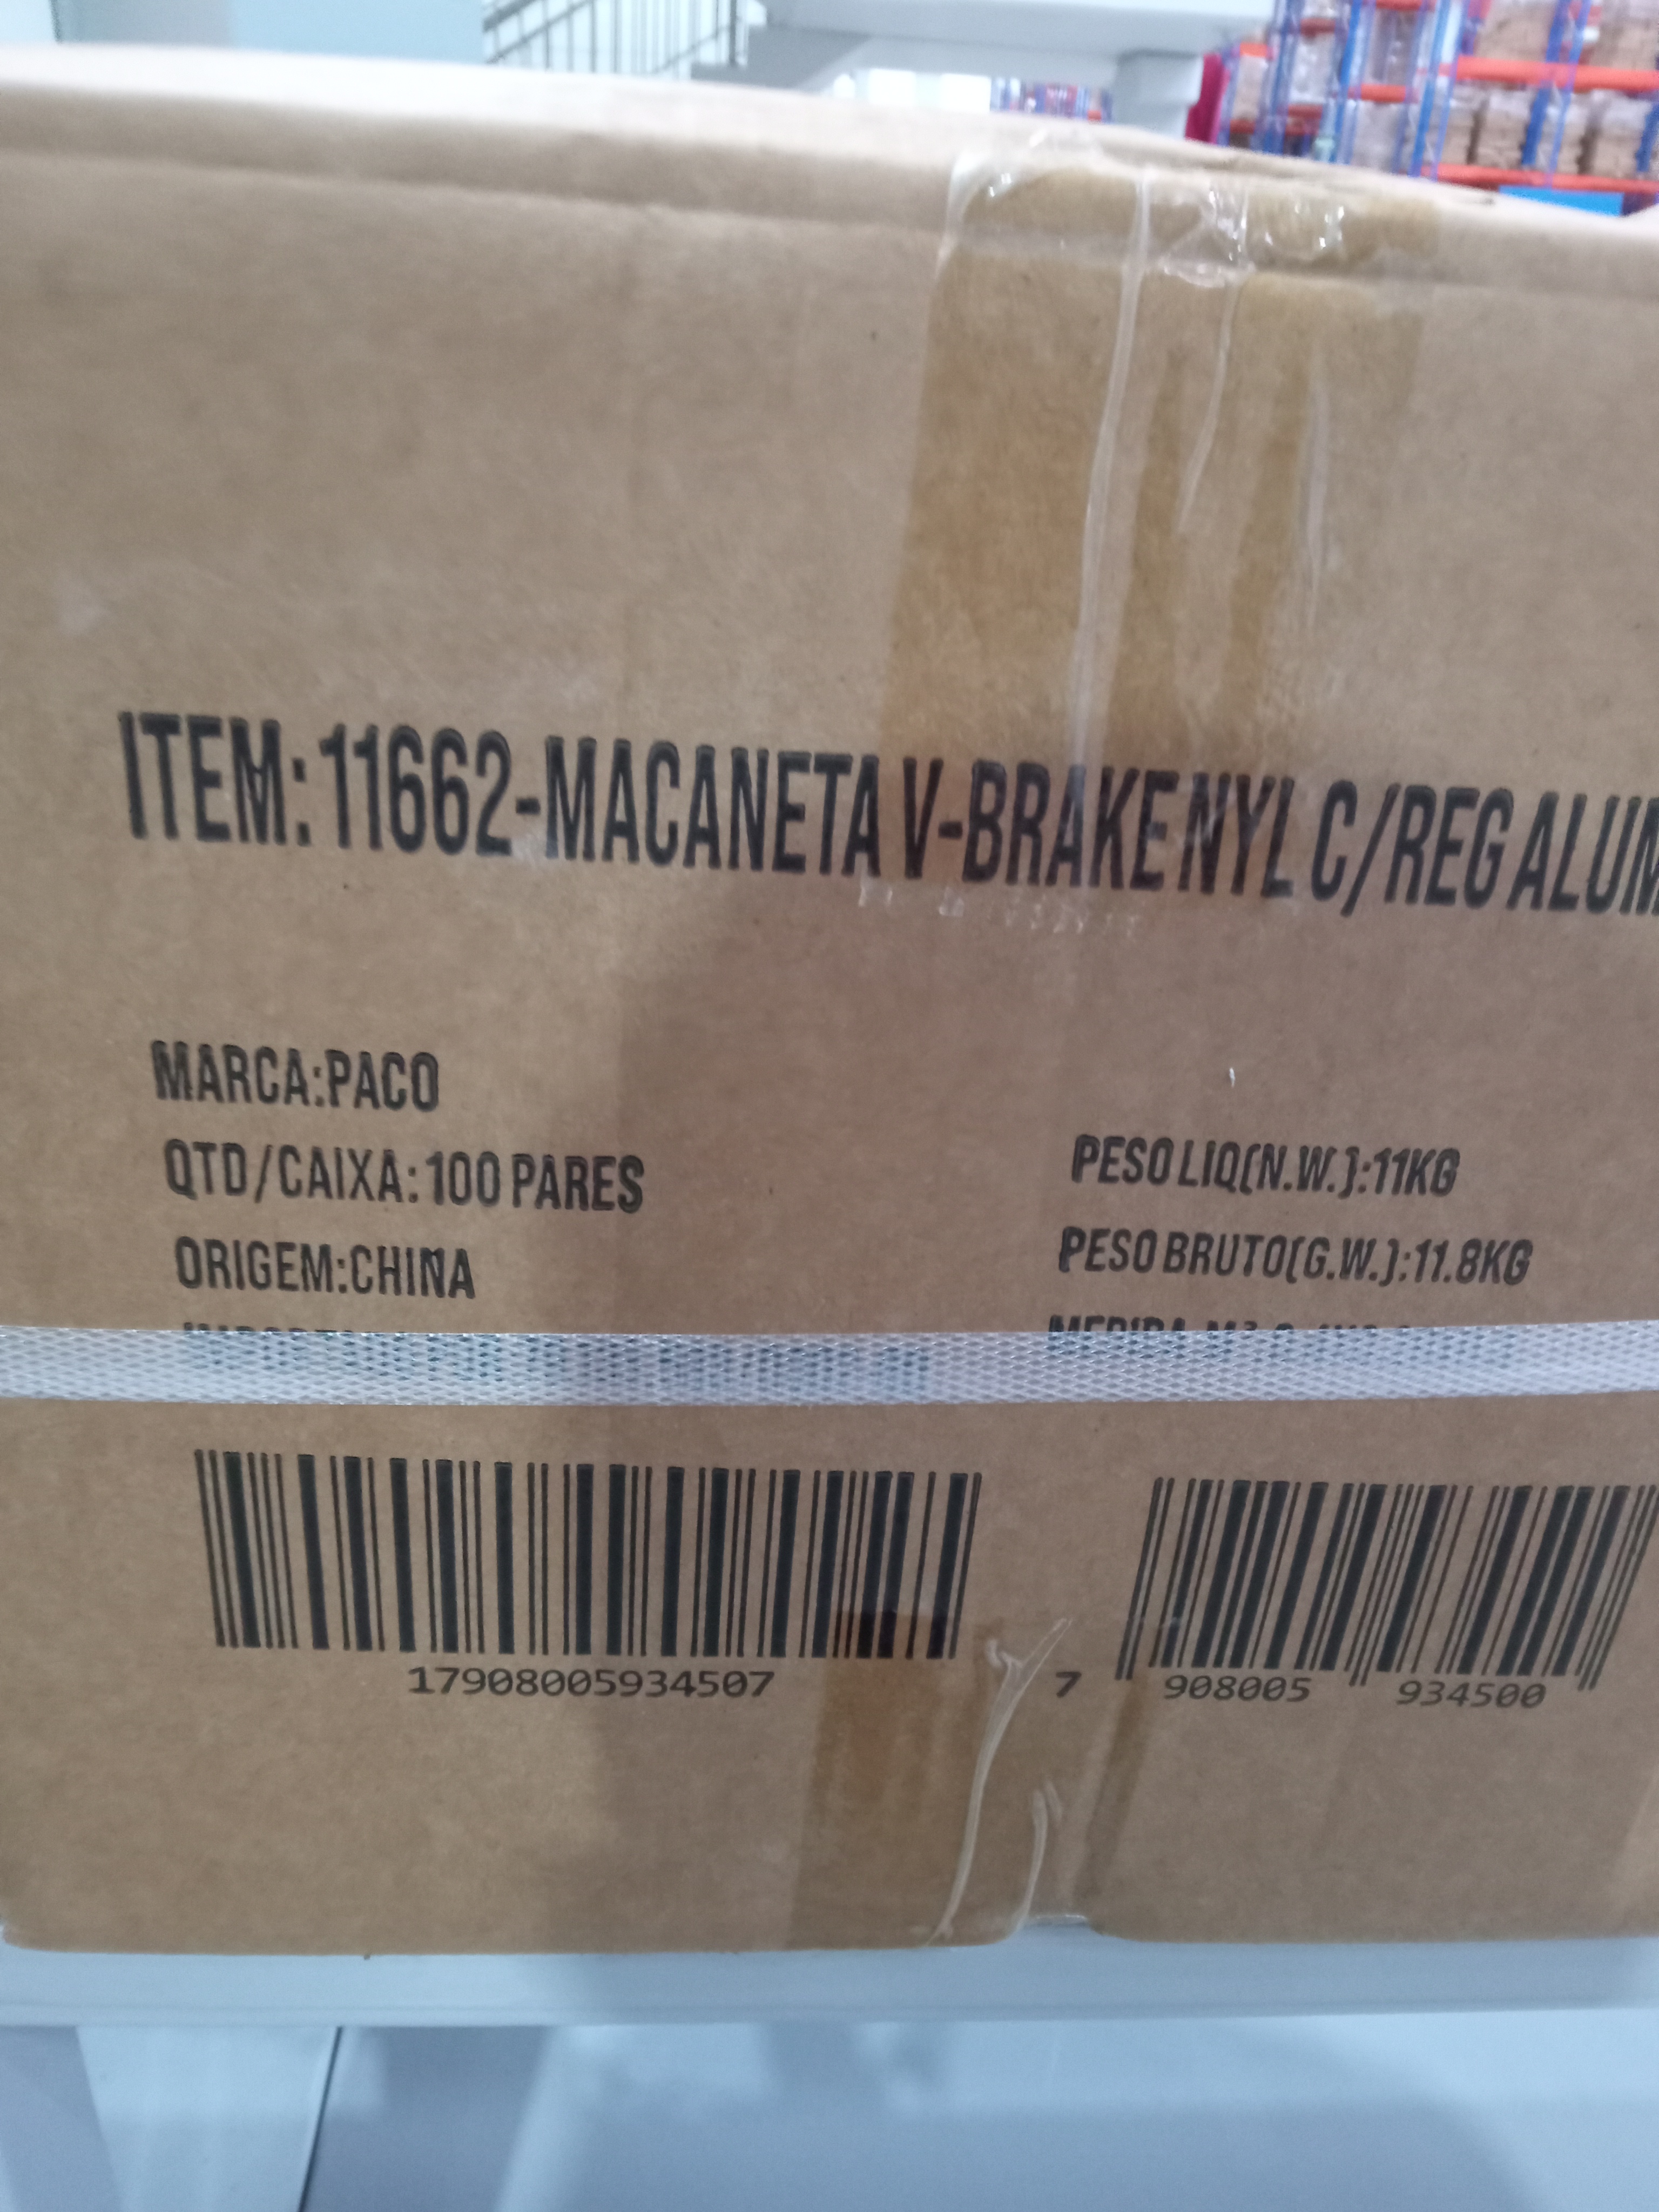 ITEM:11662-MACANETA V-BRAKE NYL C/REG ALUM
MARCA:PACO
QTD/CAIXA:100 PARES
ORIGEM:CHINA
PESO LIQ(N.W.):11KG
PESO BRUTO(G.W.):11.8KG
17908005934507
7 908005 934500